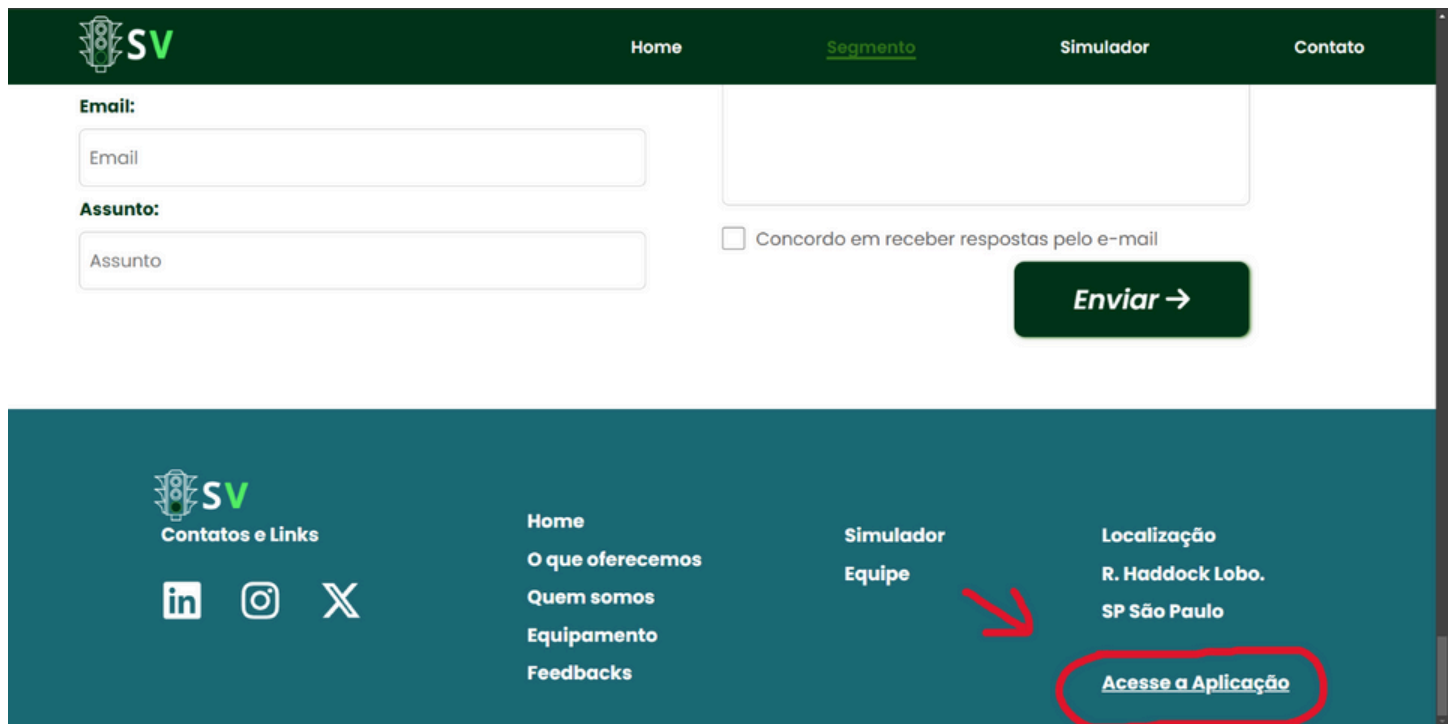 SV
Home
Segmento
Simulador
Contato
Email:
Email
Assunto:
Assunto
Concordo em receber respostas pelo e-mail
Enviar →
SV
Contatos e Links
in
X
Home
O que oferecemos
Quem somos
Equipamento
Feedbacks
Simulador
Equipe
Localização
R. Haddock Lobo.
SP São Paulo
Acesse a Aplicação